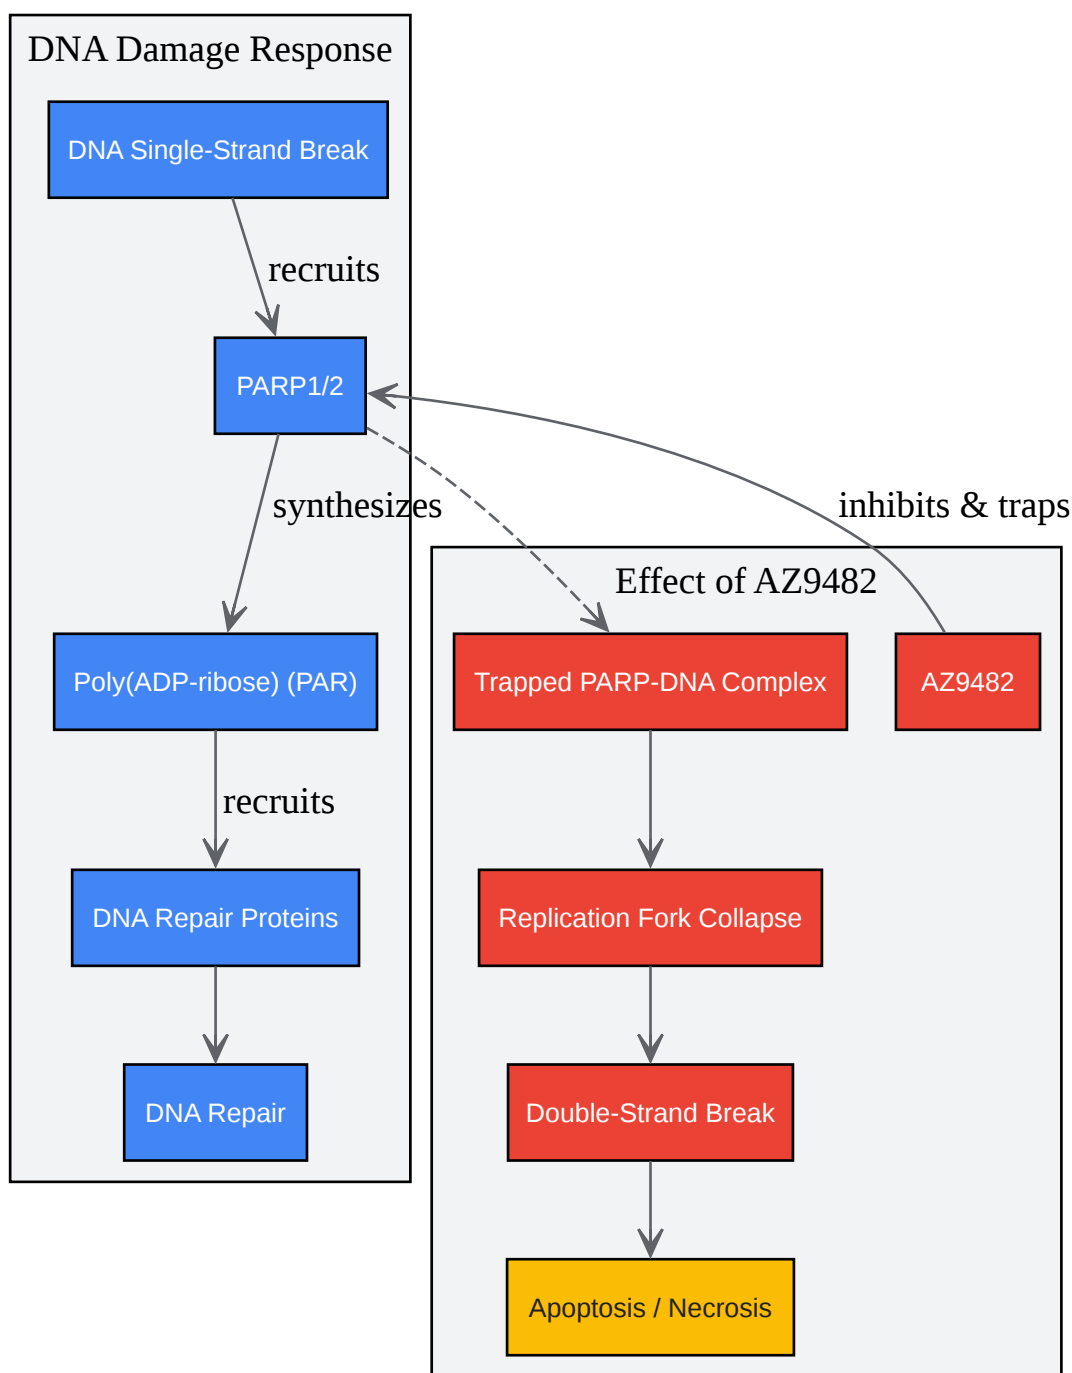 DNA Damage Response
DNA Single-Strand Break
recruits
PARP1/2
synthesizes
inhibits & traps
Effect of AZ9482
Poly(ADP-ribose) (PAR)
Trapped PARP-DNA Complex
AZ9482
recruits
DNA Repair Proteins
Replication Fork Collapse
DNA Repair
Double-Strand Break
Apoptosis / Necrosis